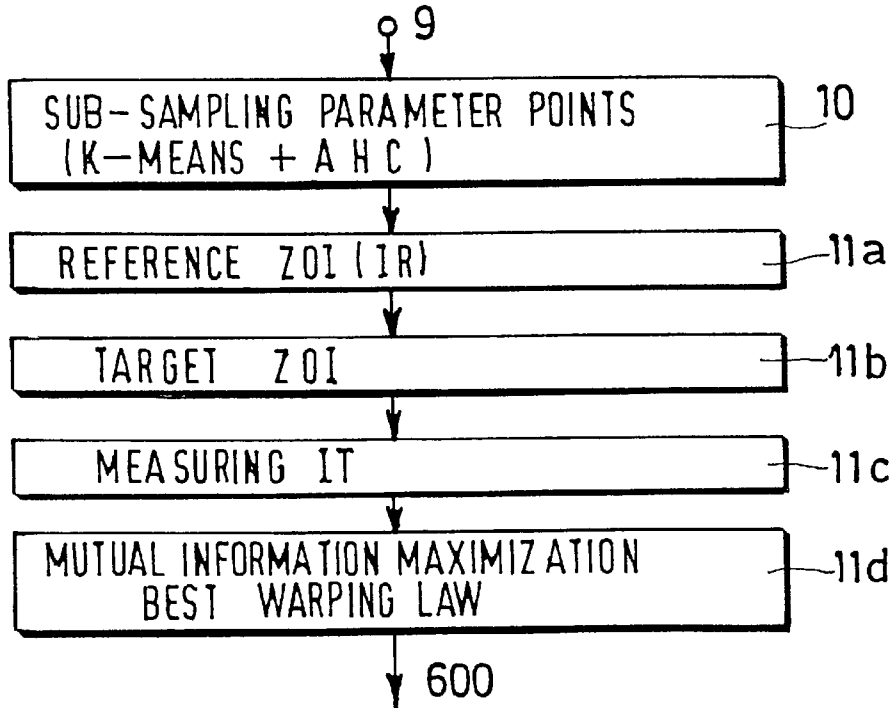 9
SUB-SAMPLING PARAMETER POINTS
(K-MEANS + AHC)
10
REFERENCE ZOI (IR)
11a
TARGET ZOI
11b
MEASURING IT
11c
MUTUAL INFORMATION MAXIMIZATION
BEST WARPING LAW
11d
600